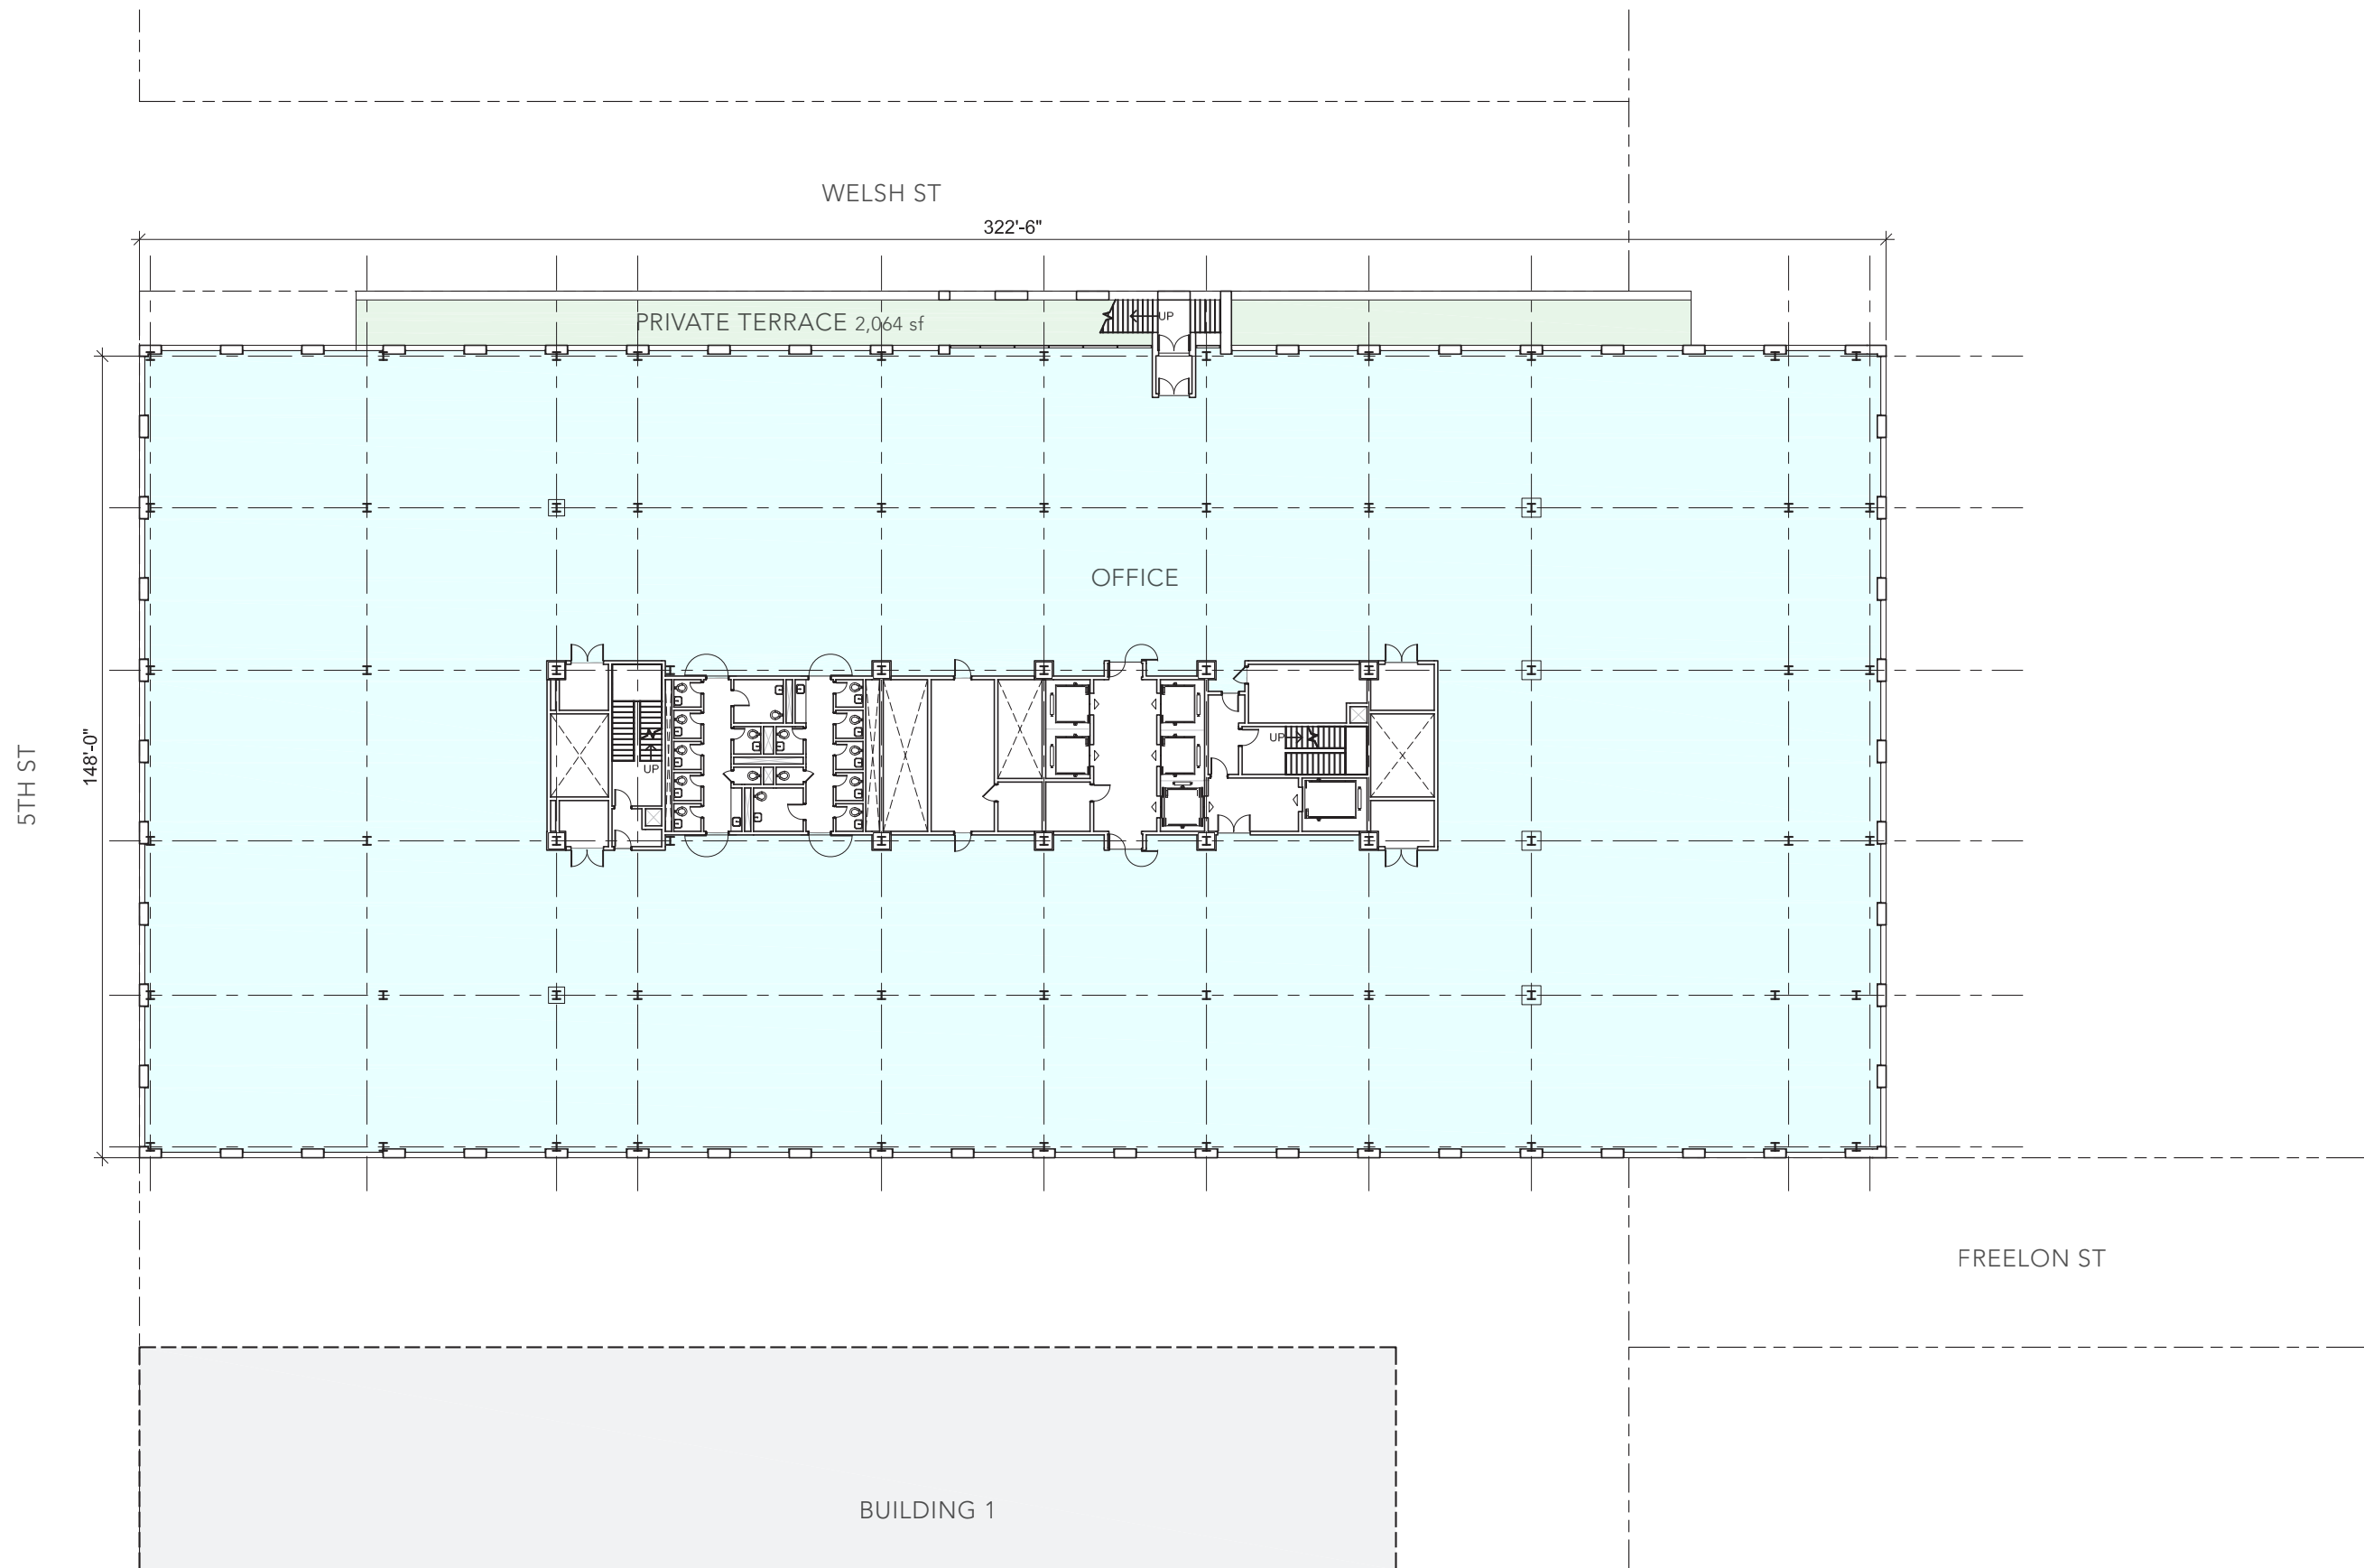 WELSH ST
322'-6"
PRIVATE TERRACE 2,064 sf
UP
OFFICE
5TH ST
148'-0"
UP
UP
FREELON ST
BUILDING 1